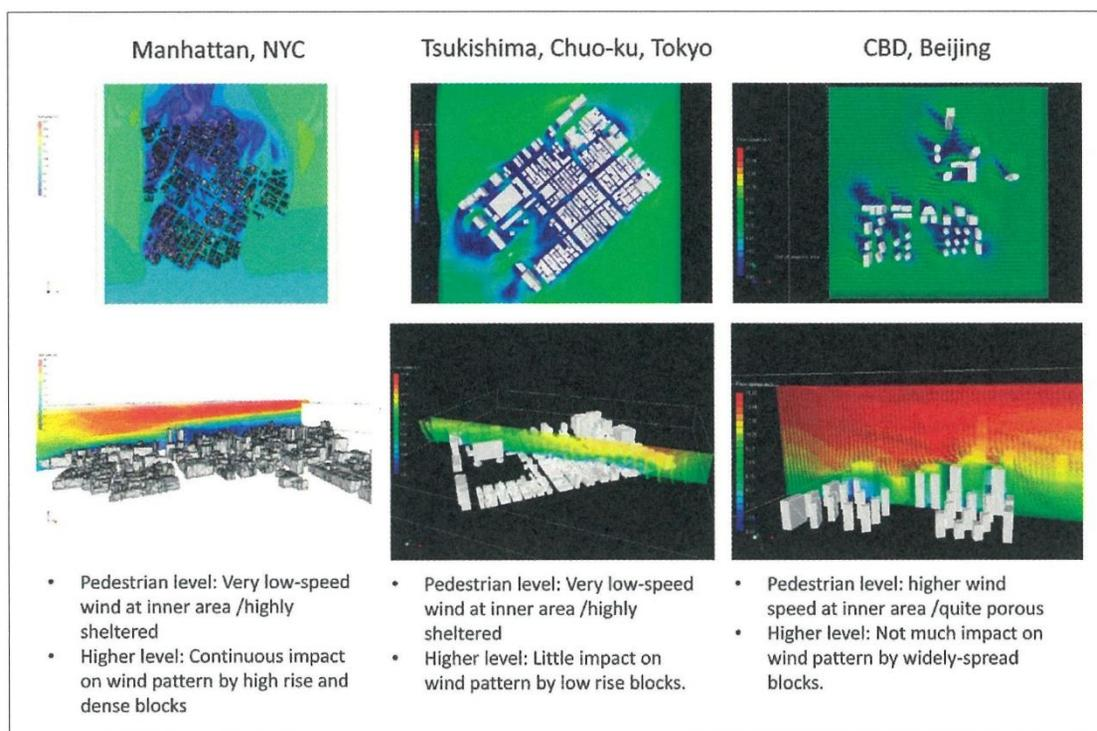 Manhattan, NYC
Tsukishima, Chuo-ku, Tokyo
CBD, Beijing
• Pedestrian level: Very low-speed
wind at inner area /highly
sheltered
• Higher level: Continuous impact
on wind pattern by high rise and
dense blocks
• Pedestrian level: Very low-speed
wind at inner area /highly
sheltered
• Higher level: Little impact on
wind pattern by low rise blocks.
• Pedestrian level: higher wind
speed at inner area /quite porous
• Higher level: Not much impact on
wind pattern by widely-spread
blocks.